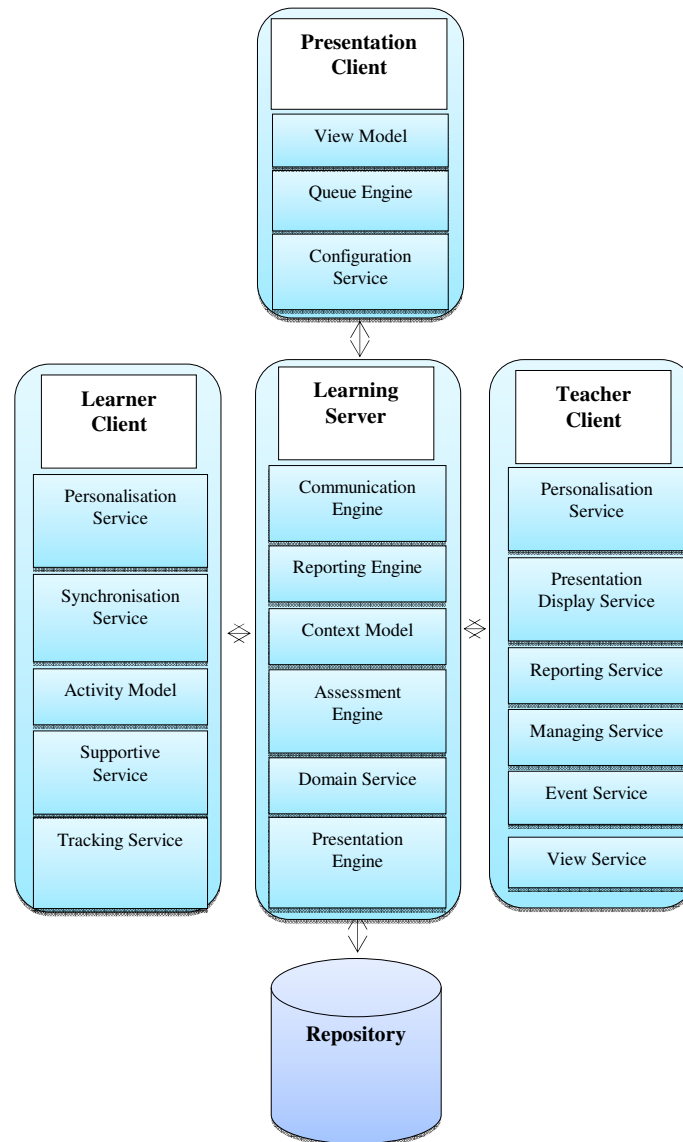 Presentation
Client
View Model
Queue Engine
Configuration
Service
Learner
Client
Personalisation
Service
Synchronisation
Service
Activity Model
Supportive
Service
Tracking Service
Learning
Server
Communication
Engine
Reporting Engine
Context Model
Assessment
Engine
Domain Service
Presentation
Engine
Teacher
Client
Personalisation
Service
Presentation
Display Service
Reporting Service
Managing Service
Event Service
View Service
Repository